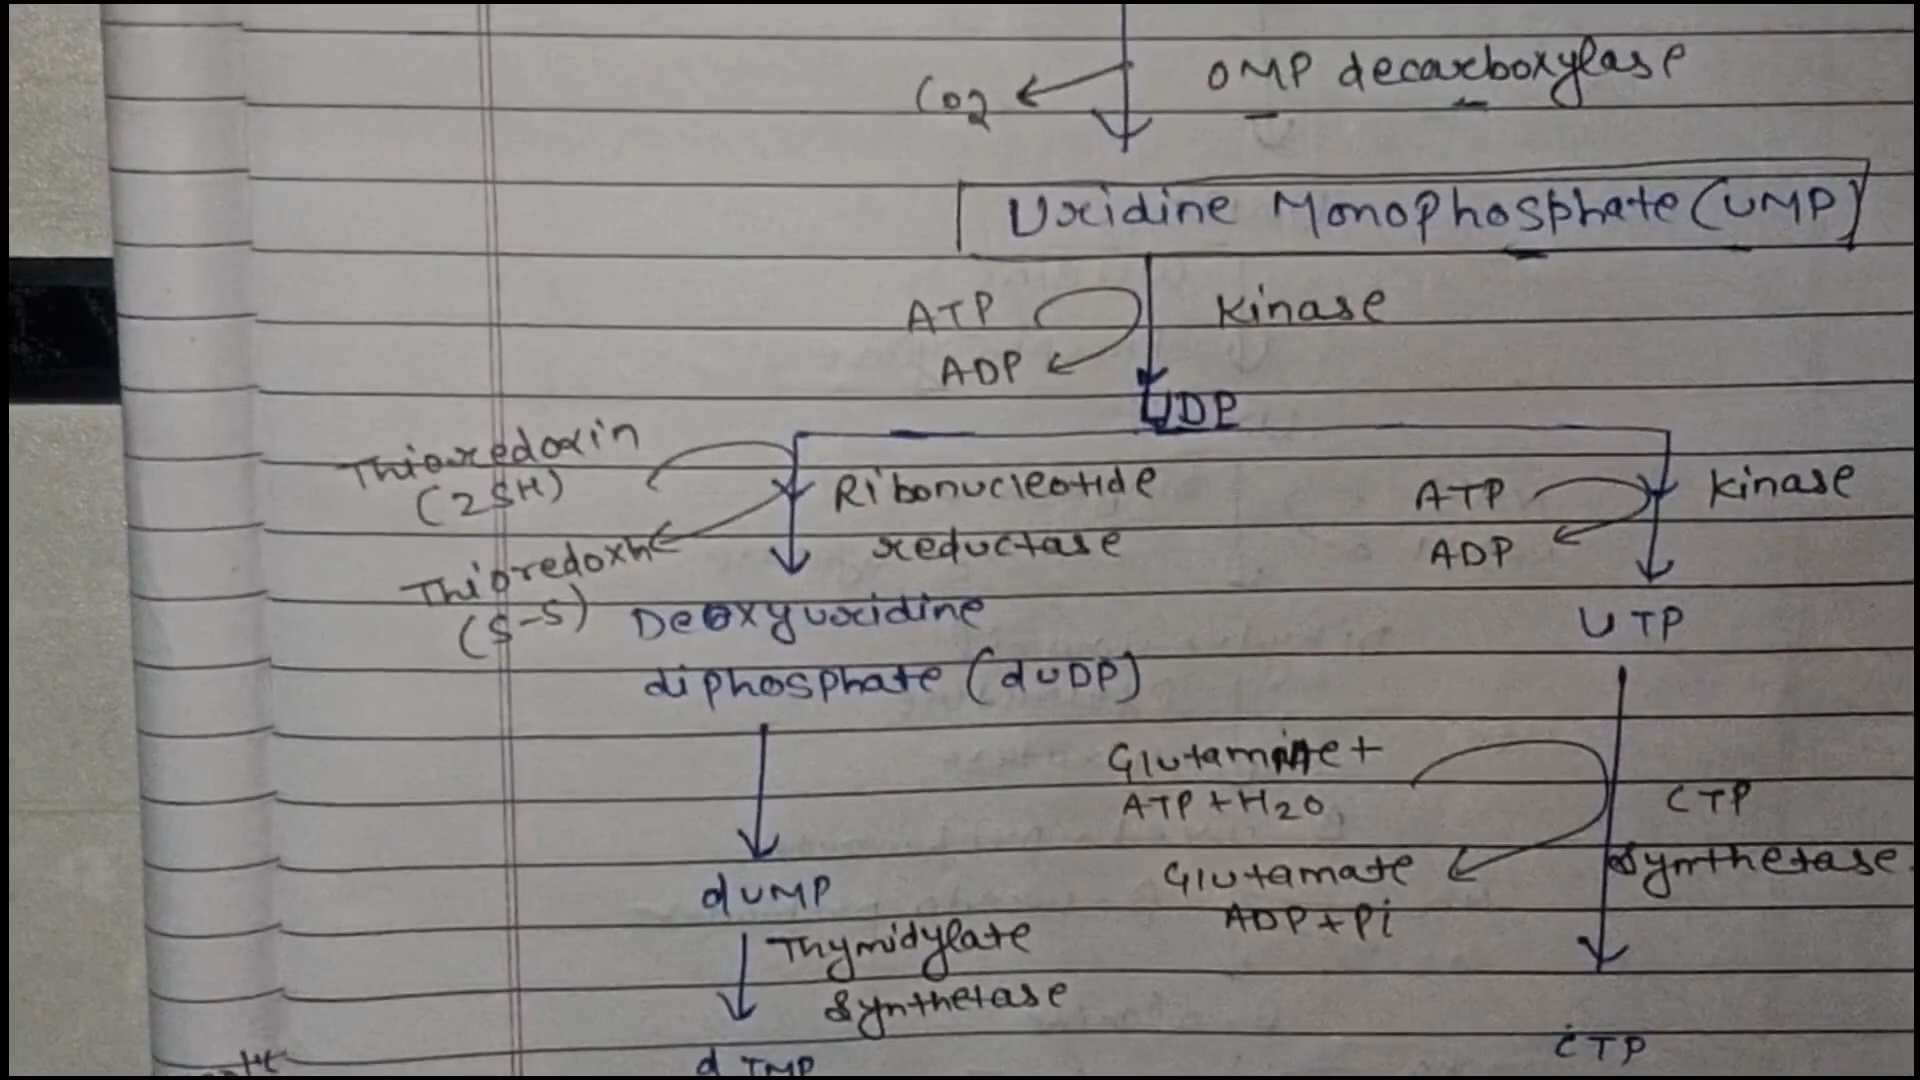 OMP decarboxylase
CO2
Uridine Monophosphate (UMP)
ATP
Kinase
ADP
UDP
Thioredoxin
(2SH)
Ribonucleotide
reductase
ATP
Kinase
ADP
Thioredoxin
(S-S)
Deoxyuridine
diphosphate (dUDP)
UTP
Glutamine+
ATP+H2O
CTP
Synthetase
Glutamate
ADP+Pi
dUMP
Thymidylate
Synthetase
dTMP
CTP